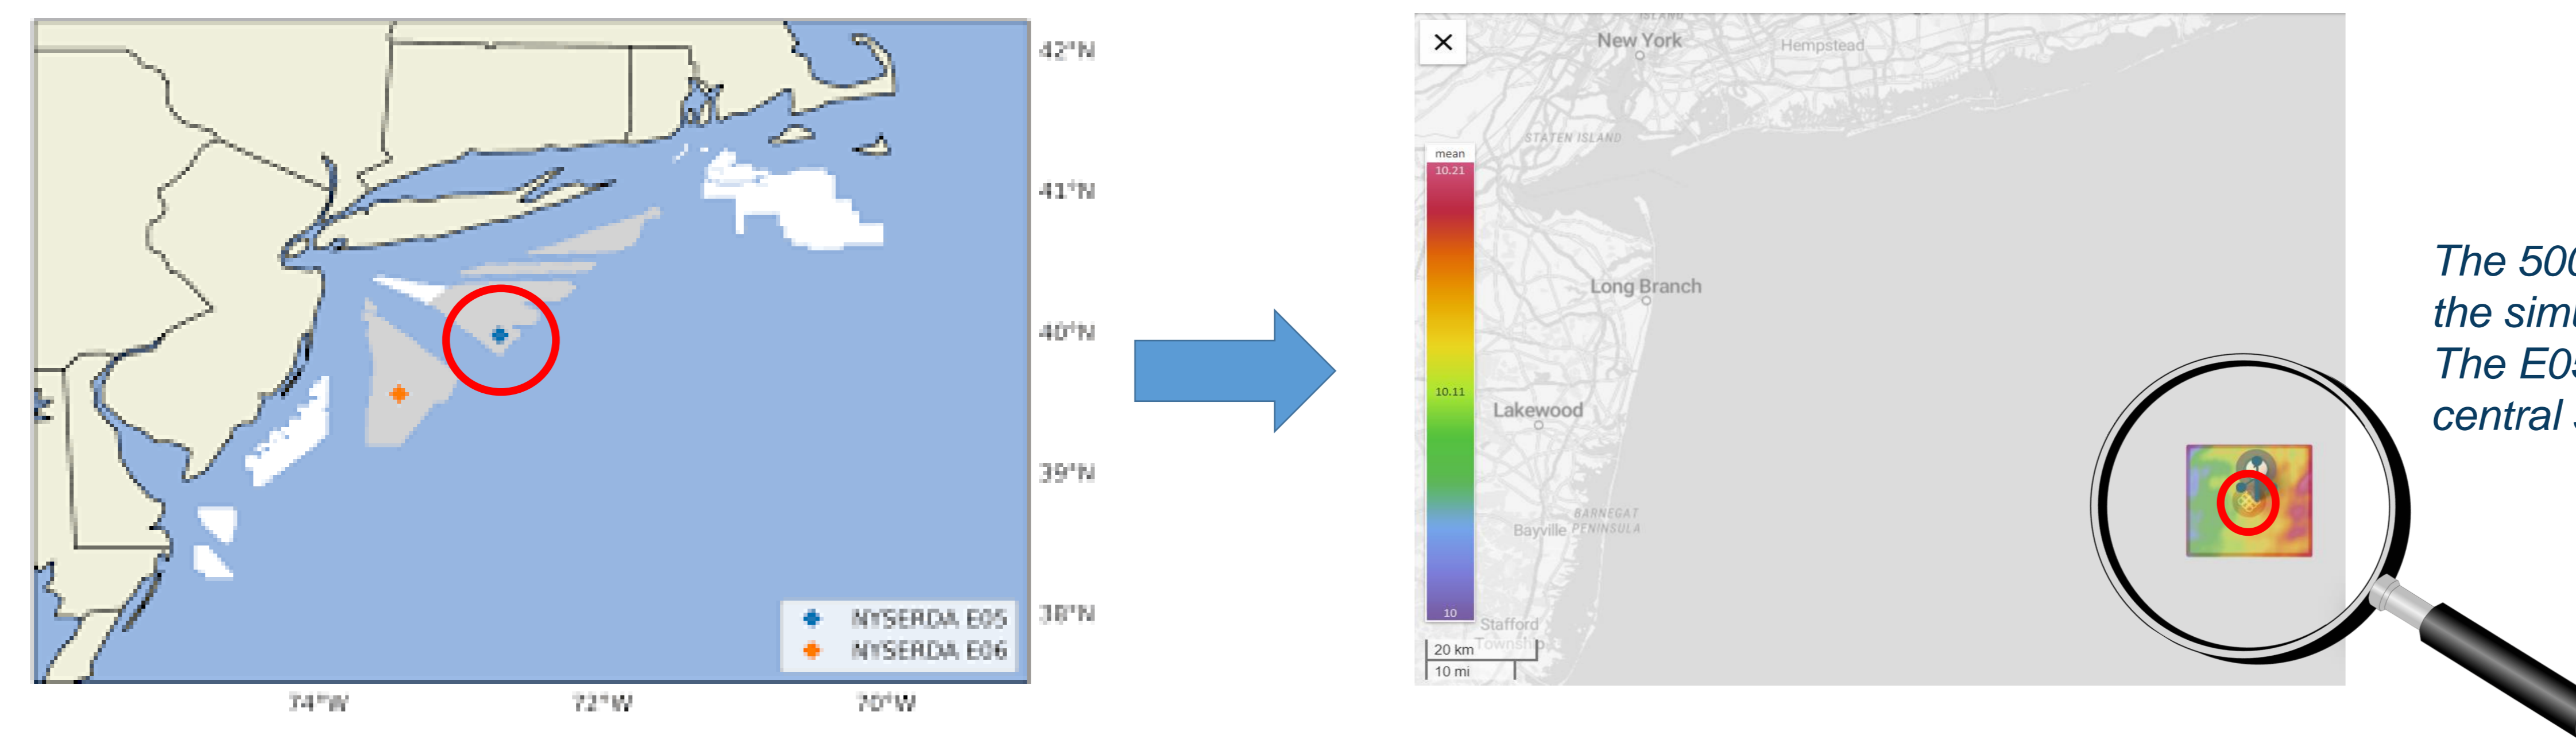 42°N
41°N
40°N
39°N
38°N
NYSERDA E05
NYSERDA E06
74°W
72°W
70°W
ISLAND
New York
Hempstead
STATEN ISLAND
mean
10.21
Long Branch
10.11
Lakewood
BARNEGAT
Bayville PENINSULA
10
Stafford
Township
20 km
10 mi
The 500
the simu
The E05
central